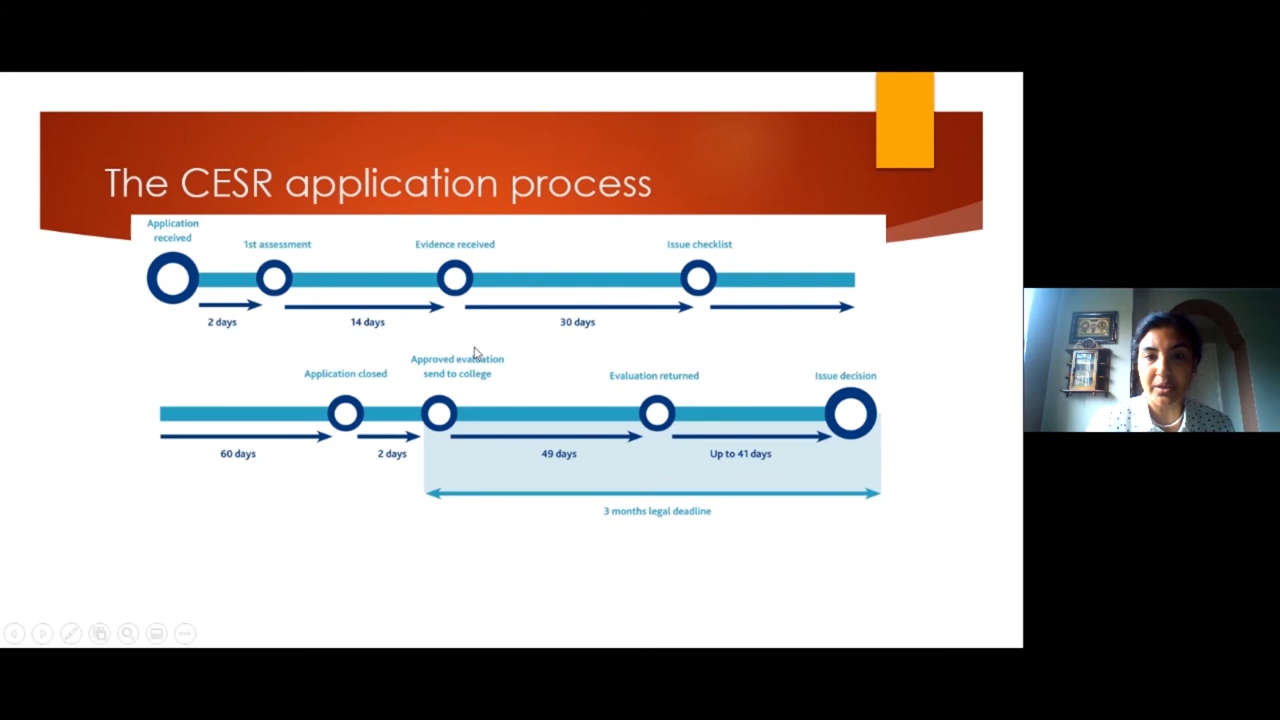 The CESR application process
Application
received
1st assessment
Evidence received
Issue checklist
2 days
14 days
30 days
Application closed
Approved evaluation
send to college
Evaluation returned
Issue decision
60 days
2 days
49 days
Up to 41 days
3 months legal deadline